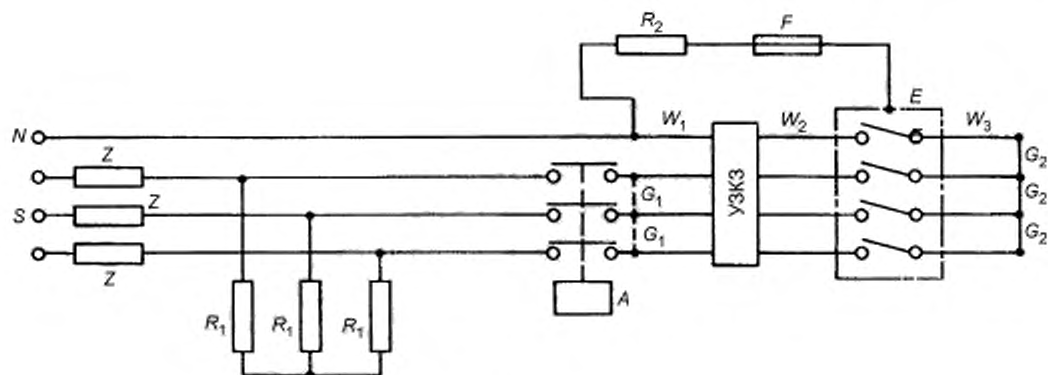 R₂ F
E
N W₁ W₂ W₃
Z
G₂
G₁
S Z УЗКЗ G₂
G₁
G₂
Z
A
R₁ R₁ R₁